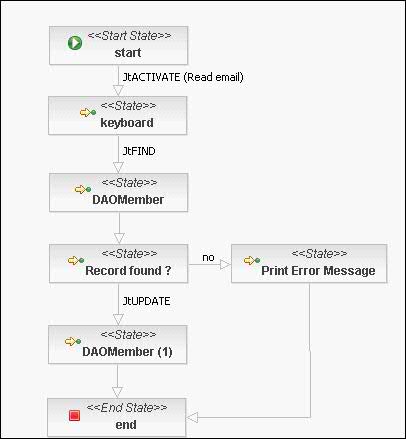 <<Start State>>
start
JtACTIVATE (Read email)
<<State>>
keyboard
JtFIND
<<State>>
DAOMember
<<State>>
Record found ?
no
<<State>>
Print Error Message
JtUPDATE
<<State>>
DAOMember (1)
<<End State>>
end